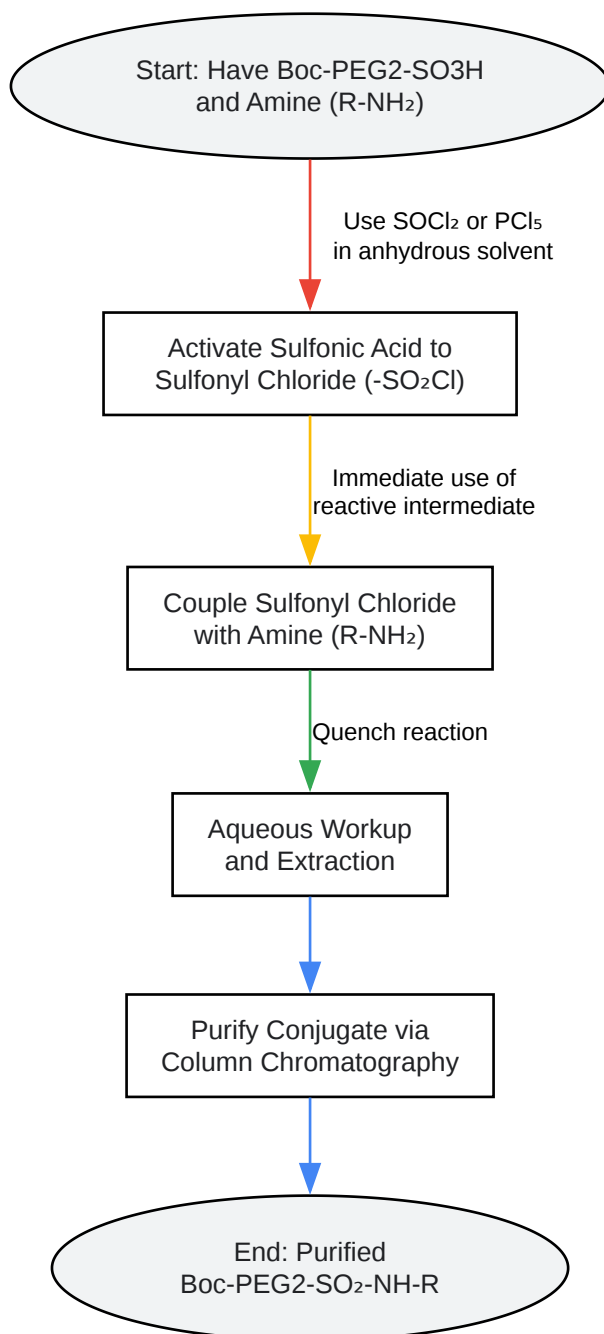 Start: Have Boc-PEG2-SO3H
and Amine (R-NH₂)
Use SOCl₂ or PCl₅
in anhydrous solvent
Activate Sulfonic Acid to
Sulfonyl Chloride (-SO₂Cl)
Immediate use of
reactive intermediate
Couple Sulfonyl Chloride
with Amine (R-NH₂)
Quench reaction
Aqueous Workup
and Extraction
Purify Conjugate via
Column Chromatography
End: Purified
Boc-PEG2-SO₂-NH-R